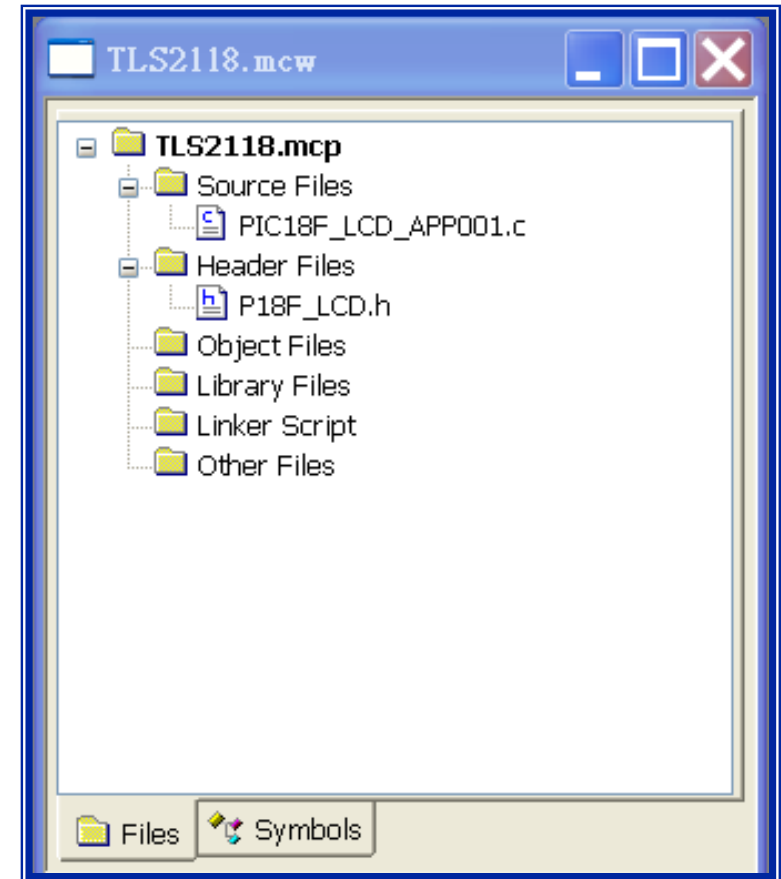 TLS2118.mcw
TLS2118.mcp
Source Files
PIC18F_LCD_APP001.c
Header Files
P18F_LCD.h
Object Files
Library Files
Linker Script
Other Files
Files Symbols